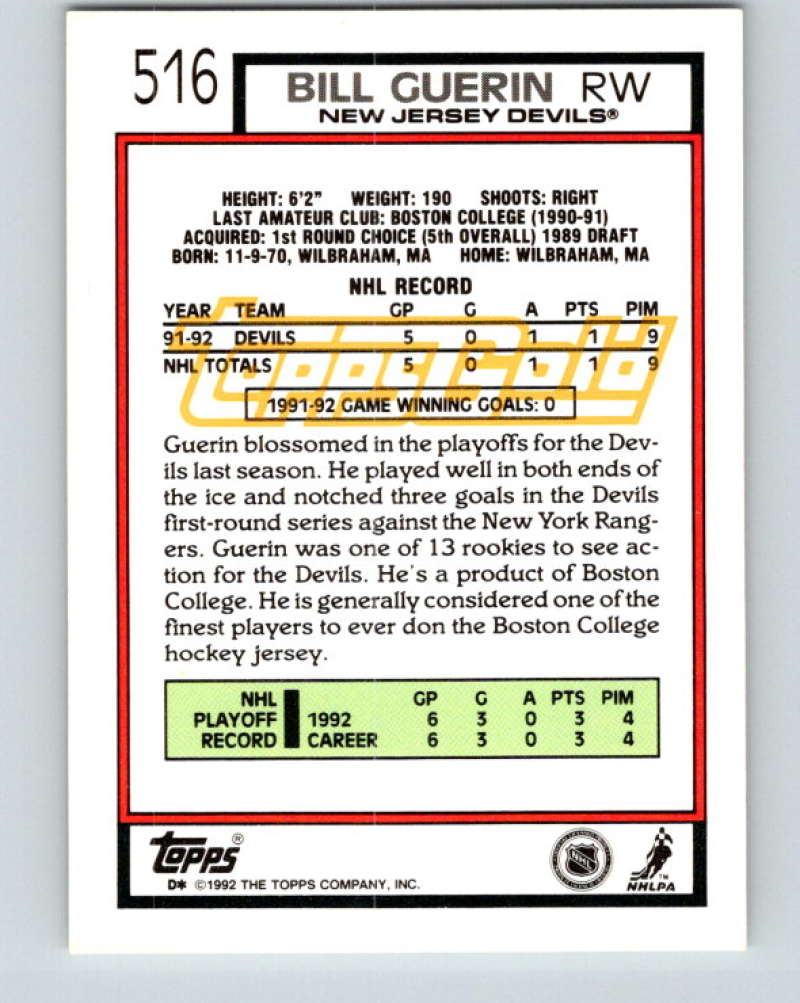 516
BILL GUERIN RW
NEW JERSEY DEVILS®
HEIGHT: 6'2" WEIGHT: 190 SHOOTS: RIGHT
LAST AMATEUR CLUB: BOSTON COLLEGE (1990-91)
ACQUIRED: 1st ROUND CHOICE (5th OVERALL) 1989 DRAFT
BORN: 11-9-70, WILBRAHAM, MA HOME: WILBRAHAM, MA
NHL RECORD
YEAR TEAM GP G A PTS PIM
91-92 DEVILS 5 0 1 1 9
NHL TOTALS 5 0 1 1 9
ToppsGold
1991-92 GAME WINNING GOALS: 0
Guerin blossomed in the playoffs for the Dev-
ils last season. He played well in both ends of
the ice and notched three goals in the Devils
first-round series against the New York Rang-
ers. Guerin was one of 13 rookies to see ac-
tion for the Devils. He's a product of Boston
College. He is generally considered one of the
finest players to ever don the Boston College
hockey jersey.
NHL GP G A PTS PIM
PLAYOFF 1992 6 3 0 3 4
RECORD CAREER 6 3 0 3 4
Topps®
D* ©1992 THE TOPPS COMPANY, INC.
NHL
TM
NHLPA